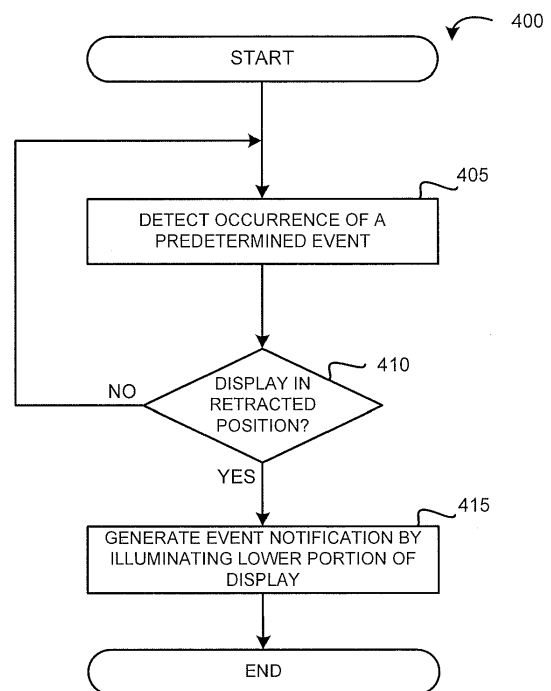 400
START
405
DETECT OCCURRENCE OF A
PREDETERMINED EVENT
410
DISPLAY IN
RETRACTED
POSITION?
NO
YES
415
GENERATE EVENT NOTIFICATION BY
ILLUMINATING LOWER PORTION OF
DISPLAY
END